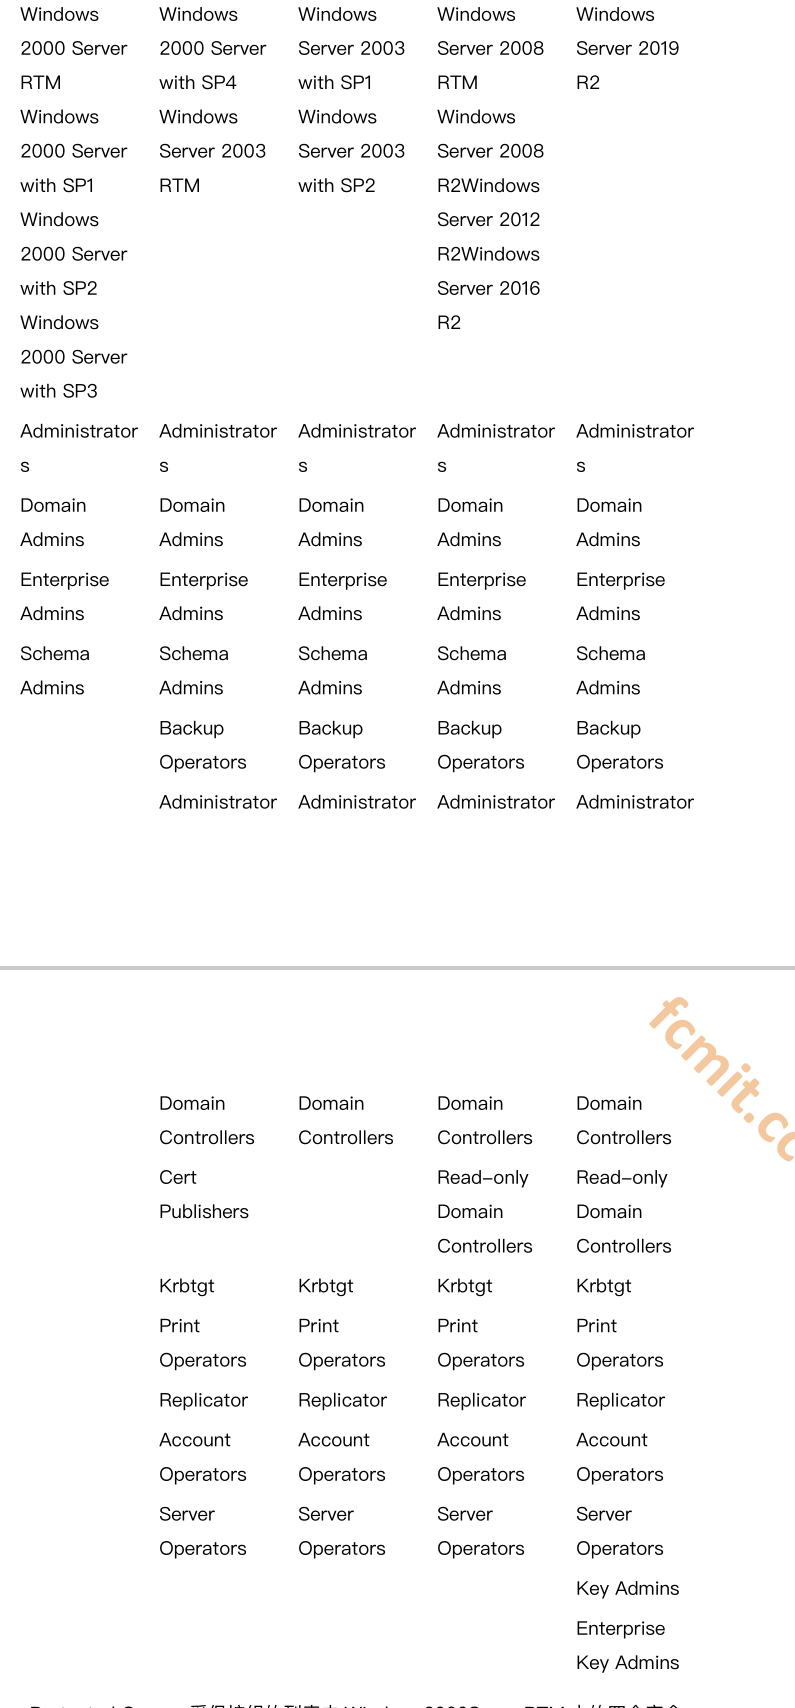 Windows Windows Windows Windows Windows
2000 Server 2000 Server Server 2003 Server 2008 Server 2019
RTM with SP4 with SP1 RTM R2
Windows Windows Windows Windows
2000 Server Server 2003 Server 2003 Server 2008
with SP1 RTM with SP2 R2Windows
Windows Server 2012
2000 Server R2Windows
with SP2 Server 2016
Windows R2
2000 Server
with SP3
Administrator Administrator Administrator Administrator Administrator
s s s s s
Domain Domain Domain Domain Domain
Admins Admins Admins Admins Admins
Enterprise Enterprise Enterprise Enterprise Enterprise
Admins Admins Admins Admins Admins
Schema Schema Schema Schema Schema
Admins Admins Admins Admins Admins
Backup Backup Backup Backup
Operators Operators Operators Operators
Administrator Administrator Administrator Administrator
fcmit.cc
Domain Domain Domain Domain
Controllers Controllers Controllers Controllers
Cert Read–only Read–only
Publishers Domain Domain
Controllers Controllers
Krbtgt Krbtgt Krbtgt Krbtgt
Print Print Print Print
Operators Operators Operators Operators
Replicator Replicator Replicator Replicator
Account Account Account Account
Operators Operators Operators Operators
Server Server Server Server
Operators Operators Operators Operators
Key Admins
Enterprise
Key Admins